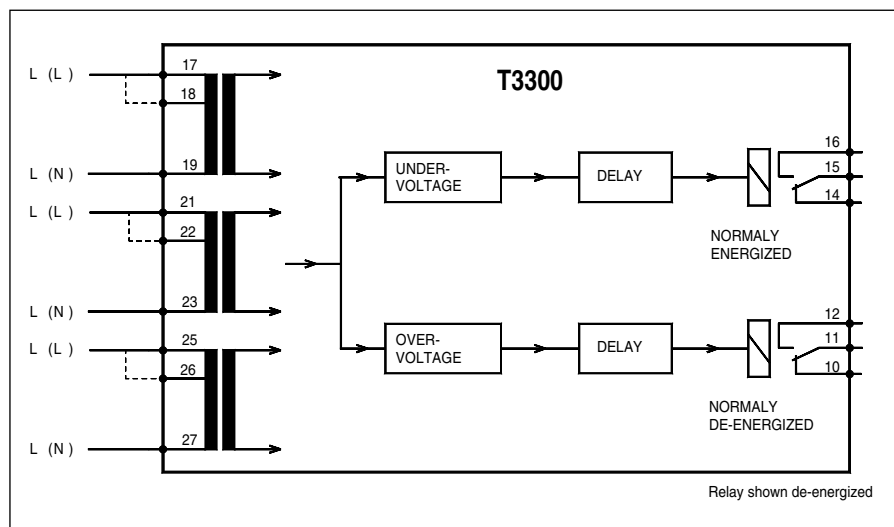 T3300
L (L)
17
18
L (N)
19
L (L)
21
22
L (N)
23
L (L)
25
26
L (N)
27
UNDER-
VOLTAGE
DELAY
16
15
14
NORMALY
ENERGIZED
OVER-
VOLTAGE
DELAY
12
11
10
NORMALY
DE-ENERGIZED
Relay shown de-energized